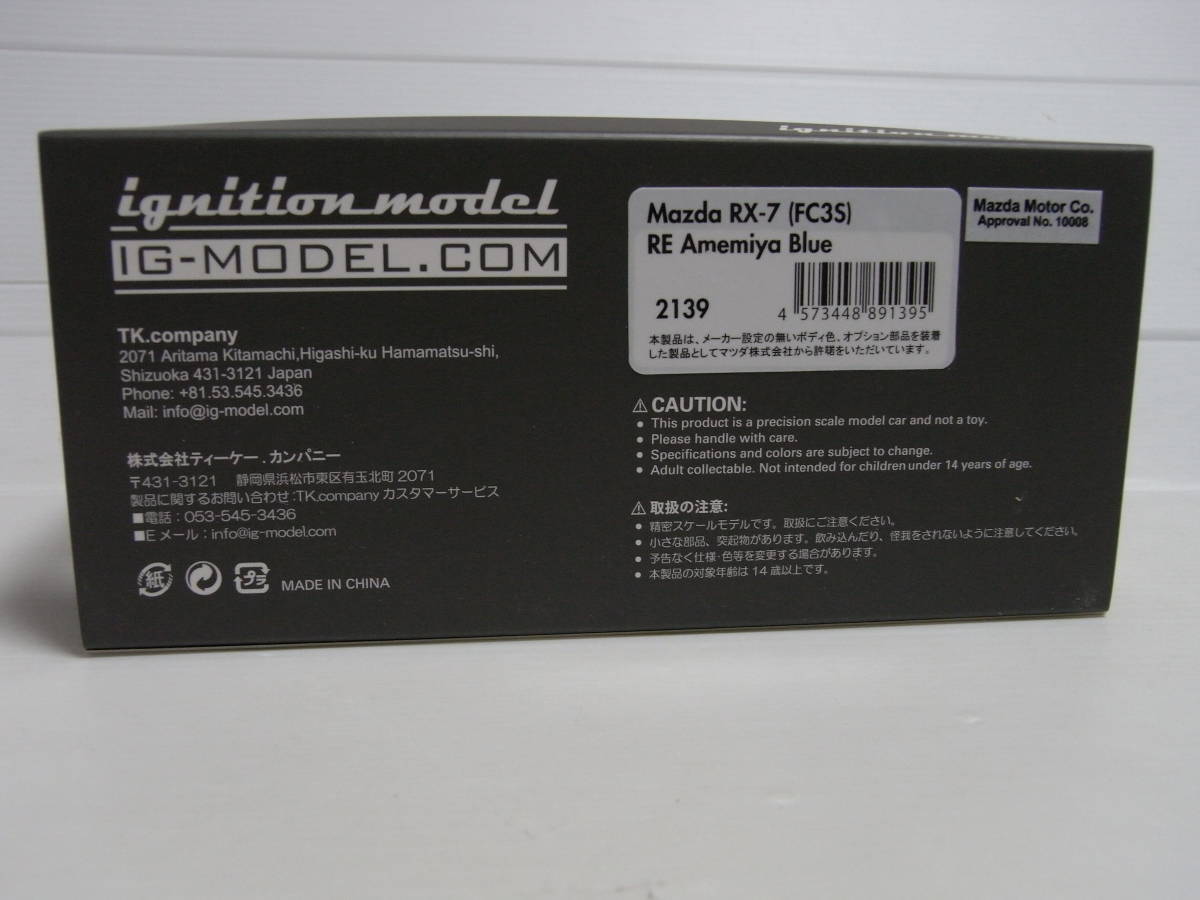 ignition model
ignition model
IG-MODEL.COM
TK.company
2071 Aritama Kitamachi,Higashi-ku Hamamatsu-shi,
Shizuoka 431-3121 Japan
Phone: +81.53.545.3436
Mail: info@ig-model.com
株式会社ティーケー.カンパニー
〒431-3121 静岡県浜松市東区有玉北町2071
製品に関するお問い合わせ:TK.company カスタマーサービス
■電話:053-545-3436
■Eメール:info@ig-model.com
紙 プラ MADE IN CHINA
Mazda RX-7 (FC3S)
RE Amemiya Blue
2139
4 573448 891395
本製品は、メーカー設定の無いボディ色、オプション部品を装着
した製品としてマツダ株式会社から許諾をいただいています。
Mazda Motor Co.
Approval No. 10008
⚠ CAUTION:
● This product is a precision scale model car and not a toy.
● Please handle with care.
● Specifications and colors are subject to change.
● Adult collectable. Not intended for children under 14 years of age.
⚠ 取扱の注意:
● 精密スケールモデルです。取扱にご注意ください。
● 小さな部品、突起物があります。飲み込んだり、怪我をされないように注意してください。
● 予告なく仕様・色等を変更する場合があります。
● 本製品の対象年齢は14歳以上です。